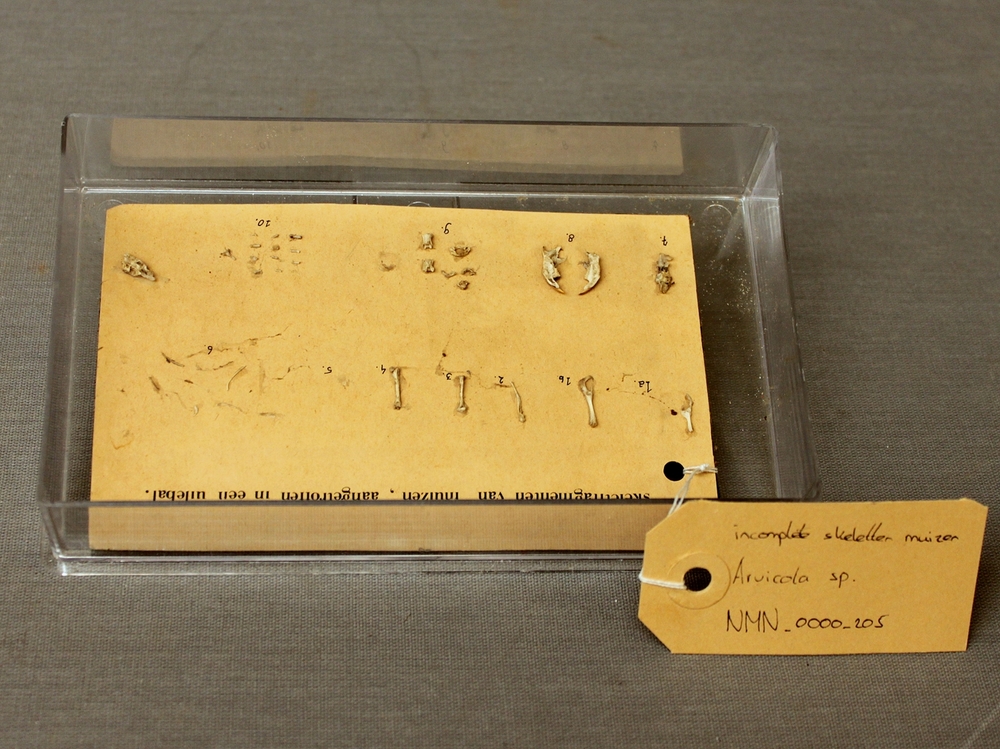 10.
9.
8.
7.
6.
5.
4.
3.
2.
1b
1a.
skeletfragmenten van muizen, aangetroffen in een uilebal.
incomplete skeletten muizen
Arvicola sp.
NMN_0000_205